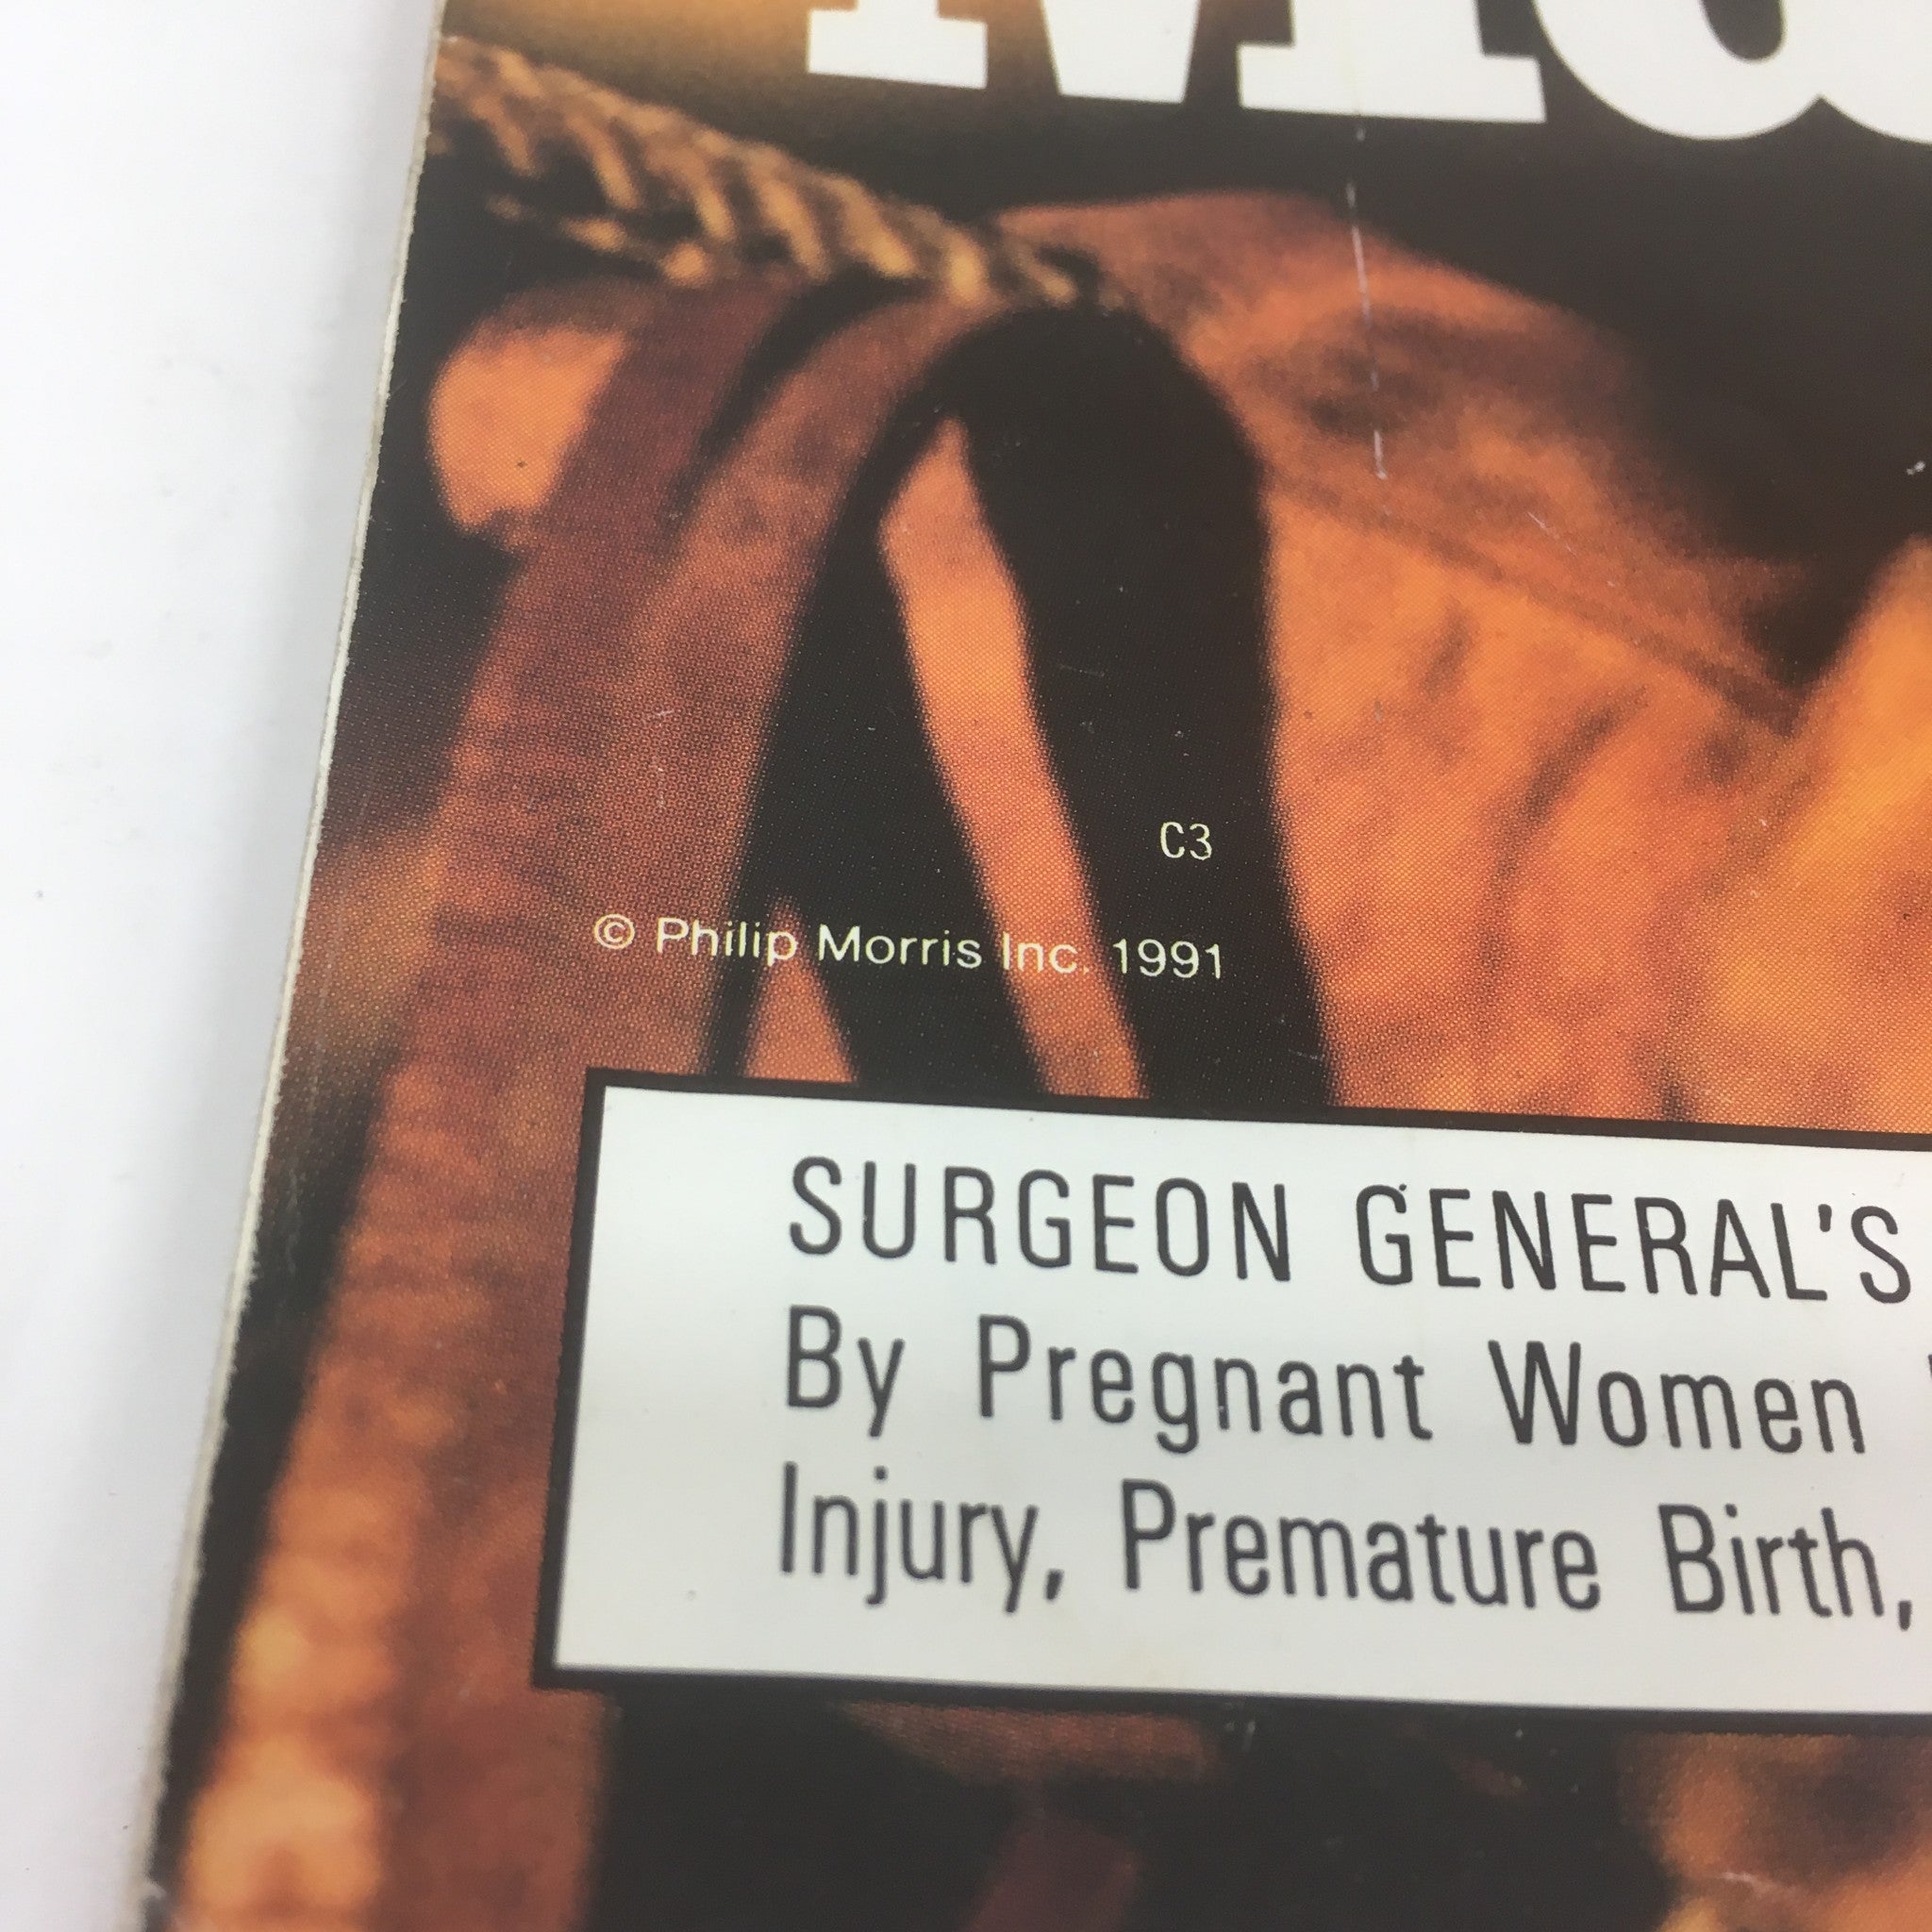 C3
© Philip Morris Inc. 1991
SURGEON GENERAL'S
By Pregnant Women
Injury, Premature Birth,